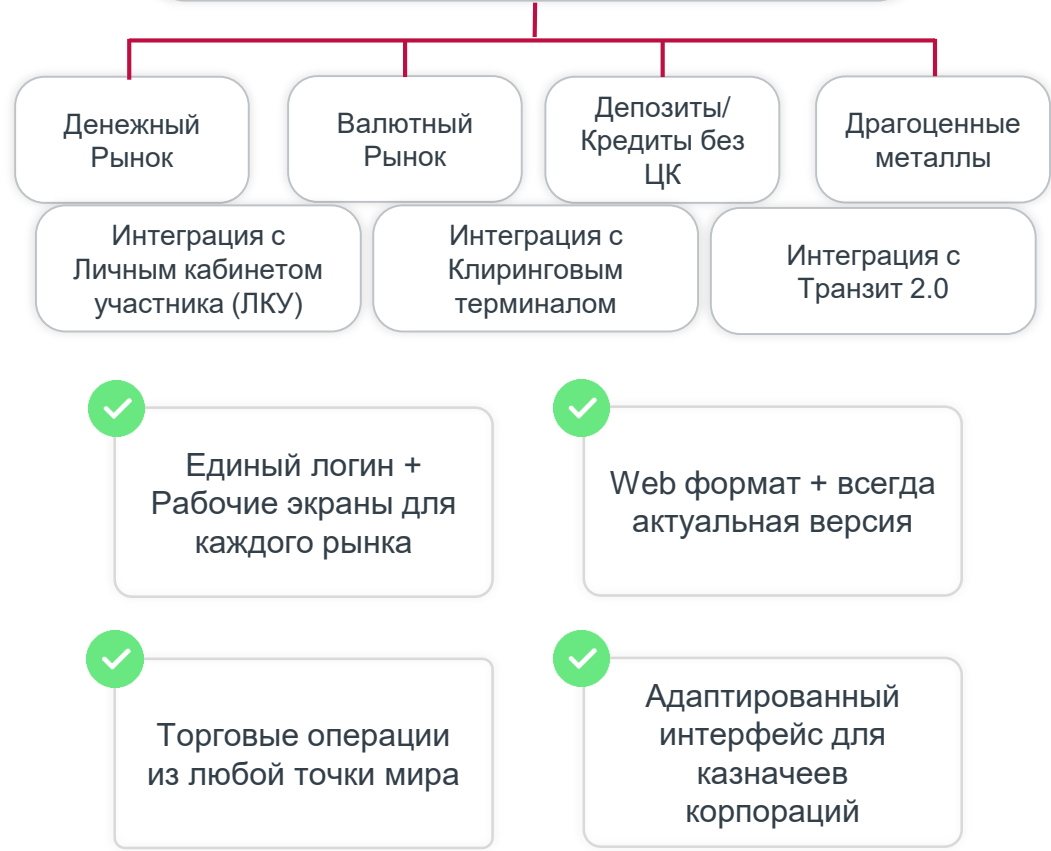 Денежный
Рынок
Валютный
Рынок
Депозиты/
Кредиты без
ЦК
Драгоценные
металлы
Интеграция с
Личным кабинетом
участника (ЛКУ)
Интеграция с
Клиринговым
терминалом
Интеграция с
Транзит 2.0
Единый логин +
Рабочие экраны для
каждого рынка
Web формат + всегда
актуальная версия
Торговые операции
из любой точки мира
Адаптированный
интерфейс для
казначеев
корпораций